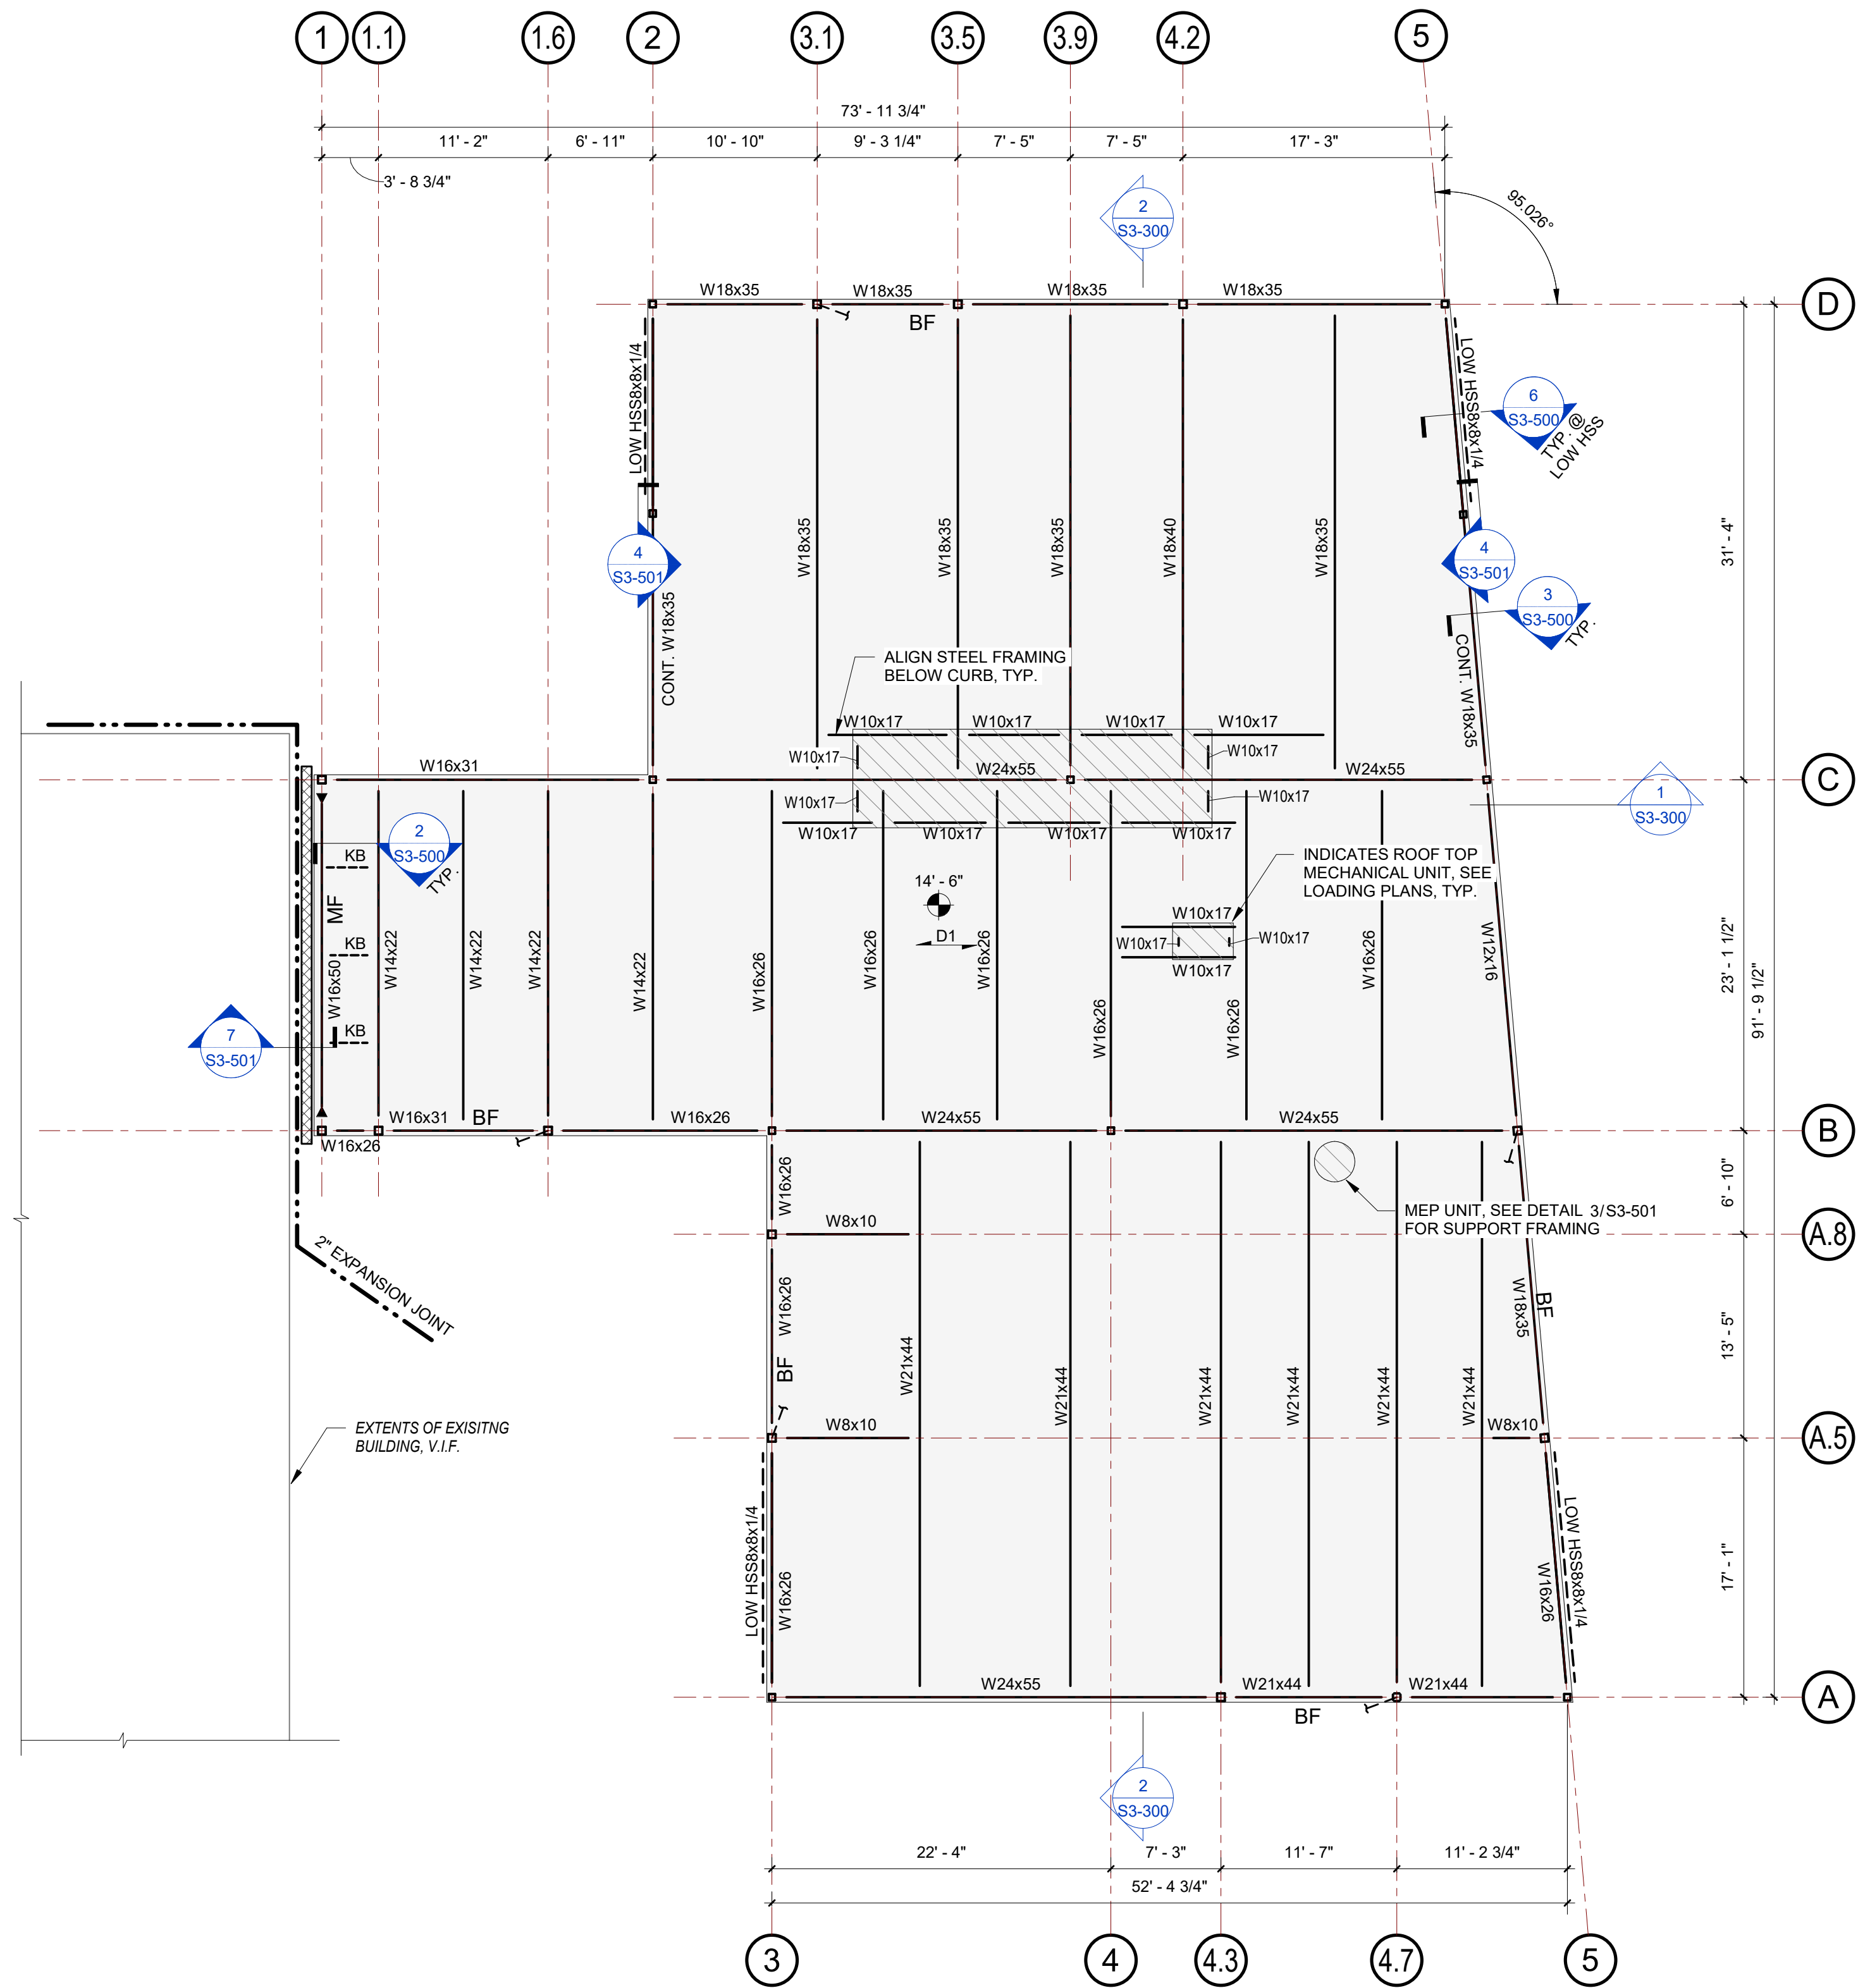 1 1.1 1.6 2 3.1 3.5 3.9 4.2 5
73' - 11 3/4"
11' - 2" 6' - 11" 10' - 10" 9' - 3 1/4" 7' - 5" 7' - 5" 17' - 3"
3' - 8 3/4"
95.026°
2
S3-300
W18x35 W18x35 W18x35 W18x35
D
BF
LOW HSS8x8x1/4
LOW HSS8x8x1/4
6
S3-500
TYP. @
LOW HSS
W18x35 W18x35 W18x35 W18x40 W18x35
31' - 4"
4
S3-501
4
S3-501
3
S3-500
TYP.
CONT. W18x35
CONT. W18x35
ALIGN STEEL FRAMING
BELOW CURB, TYP.
W10x17 W10x17 W10x17 W10x17
W10x17 W10x17
W16x31 W24x55 W24x55
C
W10x17 W10x17
W10x17 W10x17 W10x17 W10x17
1
S3-300
2
S3-500
TYP.
KB
MF
KB
KB
W16x50
14' - 6"
D1
INDICATES ROOF TOP
MECHANICAL UNIT, SEE
LOADING PLANS, TYP.
W10x17
W10x17 W10x17
W10x17
W14x22 W14x22 W14x22 W14x22 W16x26 W16x26 W16x26 W16x26 W16x26 W16x26 W12x16
23' - 1 1/2"
91' - 9 1/2"
7
S3-501
W16x31 BF W16x26 W24x55 W24x55
B
W16x26
W16x26
6' - 10"
MEP UNIT, SEE DETAIL 3/S3-501
FOR SUPPORT FRAMING
W8x10
A.8
2" EXPANSION JOINT
W16x26
BF
W21x44 W21x44 W21x44 W21x44 W21x44 W21x44
W18x35
BF
13' - 5"
EXTENTS OF EXISITNG
BUILDING, V.I.F.
W8x10 W8x10
A.5
LOW HSS8x8x1/4
W16x26
W16x26
LOW HSS8x8x1/4
17' - 1"
W24x55 W21x44 W21x44
A
BF
2
S3-300
22' - 4" 7' - 3" 11' - 7" 11' - 2 3/4"
52' - 4 3/4"
3 4 4.3 4.7 5